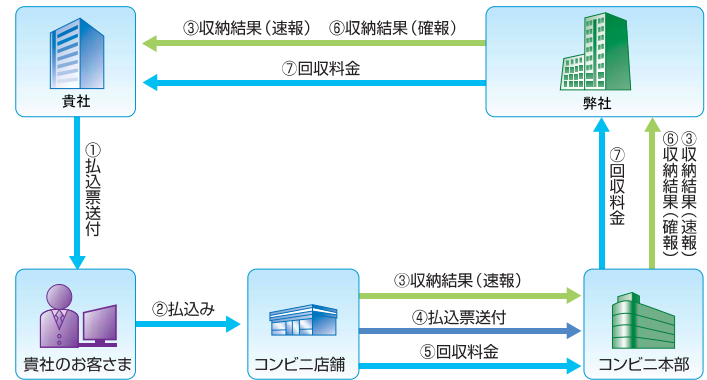 ③収納結果（速報） ⑥収納結果（確報）
⑦回収料金
貴社
弊社
①払込票送付
⑦回収料金
③収納結果（速報）
⑥収納結果（確報）
②払込み
③収納結果（速報）
④払込票送付
⑤回収料金
貴社のお客さま
コンビニ店舗
コンビニ本部